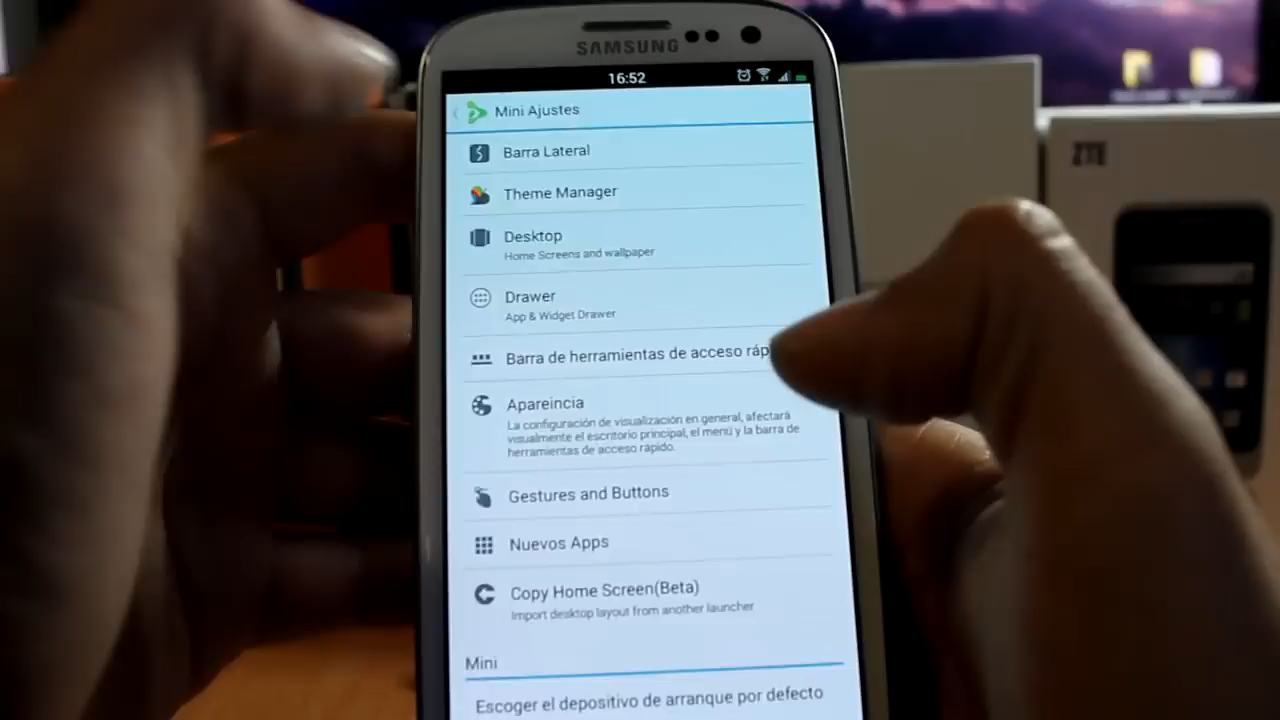 SAMSUNG
16:52
Mini Ajustes
Barra Lateral
Theme Manager
Desktop
Home Screens and wallpaper
Drawer
App & Widget Drawer
Barra de herramientas de acceso ráp
Apareincia
La configuración de visualización en general, afectará
visualmente el escritorio principal, el menú y la barra de
herramientas de acceso rápido.
Gestures and Buttons
Nuevos Apps
Copy Home Screen(Beta)
Import desktop layout from another launcher
Mini
Escoger el depositivo de arranque por defecto
ZTE